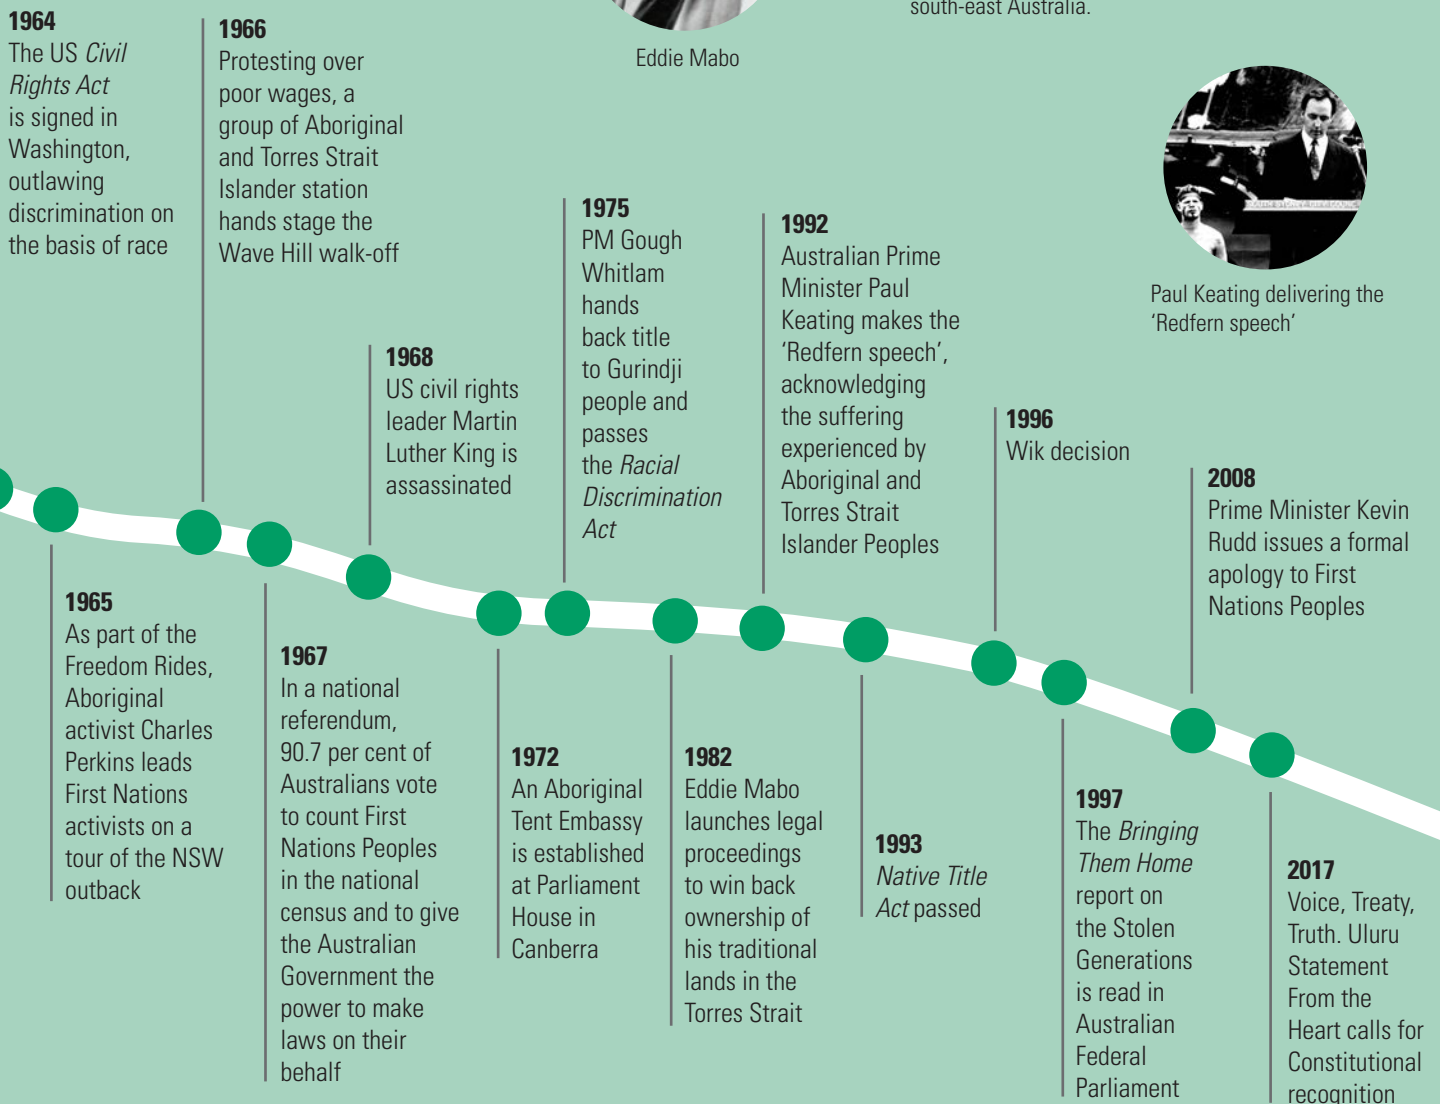 south-east Australia.
Eddie Mabo
1964
The US Civil
Rights Act
is signed in
Washington,
outlawing
discrimination on
the basis of race
1965
As part of the
Freedom Rides,
Aboriginal
activist Charles
Perkins leads
First Nations
activists on a
tour of the NSW
outback
1966
Protesting over
poor wages, a
group of Aboriginal
and Torres Strait
Islander station
hands stage the
Wave Hill walk-off
1967
In a national
referendum,
90.7 per cent of
Australians vote
to count First
Nations Peoples
in the national
census and to give
the Australian
Government the
power to make
laws on their
behalf
1968
US civil rights
leader Martin
Luther King is
assassinated
1972
An Aboriginal
Tent Embassy
is established
at Parliament
House in
Canberra
1975
PM Gough
Whitlam
hands
back title
to Gurindji
people and
passes
the Racial
Discrimination
Act
1982
Eddie Mabo
launches legal
proceedings
to win back
ownership of
his traditional
lands in the
Torres Strait
1992
Australian Prime
Minister Paul
Keating makes the
‘Redfern speech’,
acknowledging
the suffering
experienced by
Aboriginal and
Torres Strait
Islander Peoples
1993
Native Title
Act passed
SOUTH SYDNEY CITY COUNCIL
Paul Keating delivering the
‘Redfern speech’
1996
Wik decision
1997
The Bringing
Them Home
report on
the Stolen
Generations
is read in
Australian
Federal
Parliament
2008
Prime Minister Kevin
Rudd issues a formal
apology to First
Nations Peoples
2017
Voice, Treaty,
Truth. Uluru
Statement
From the
Heart calls for
Constitutional
recognition